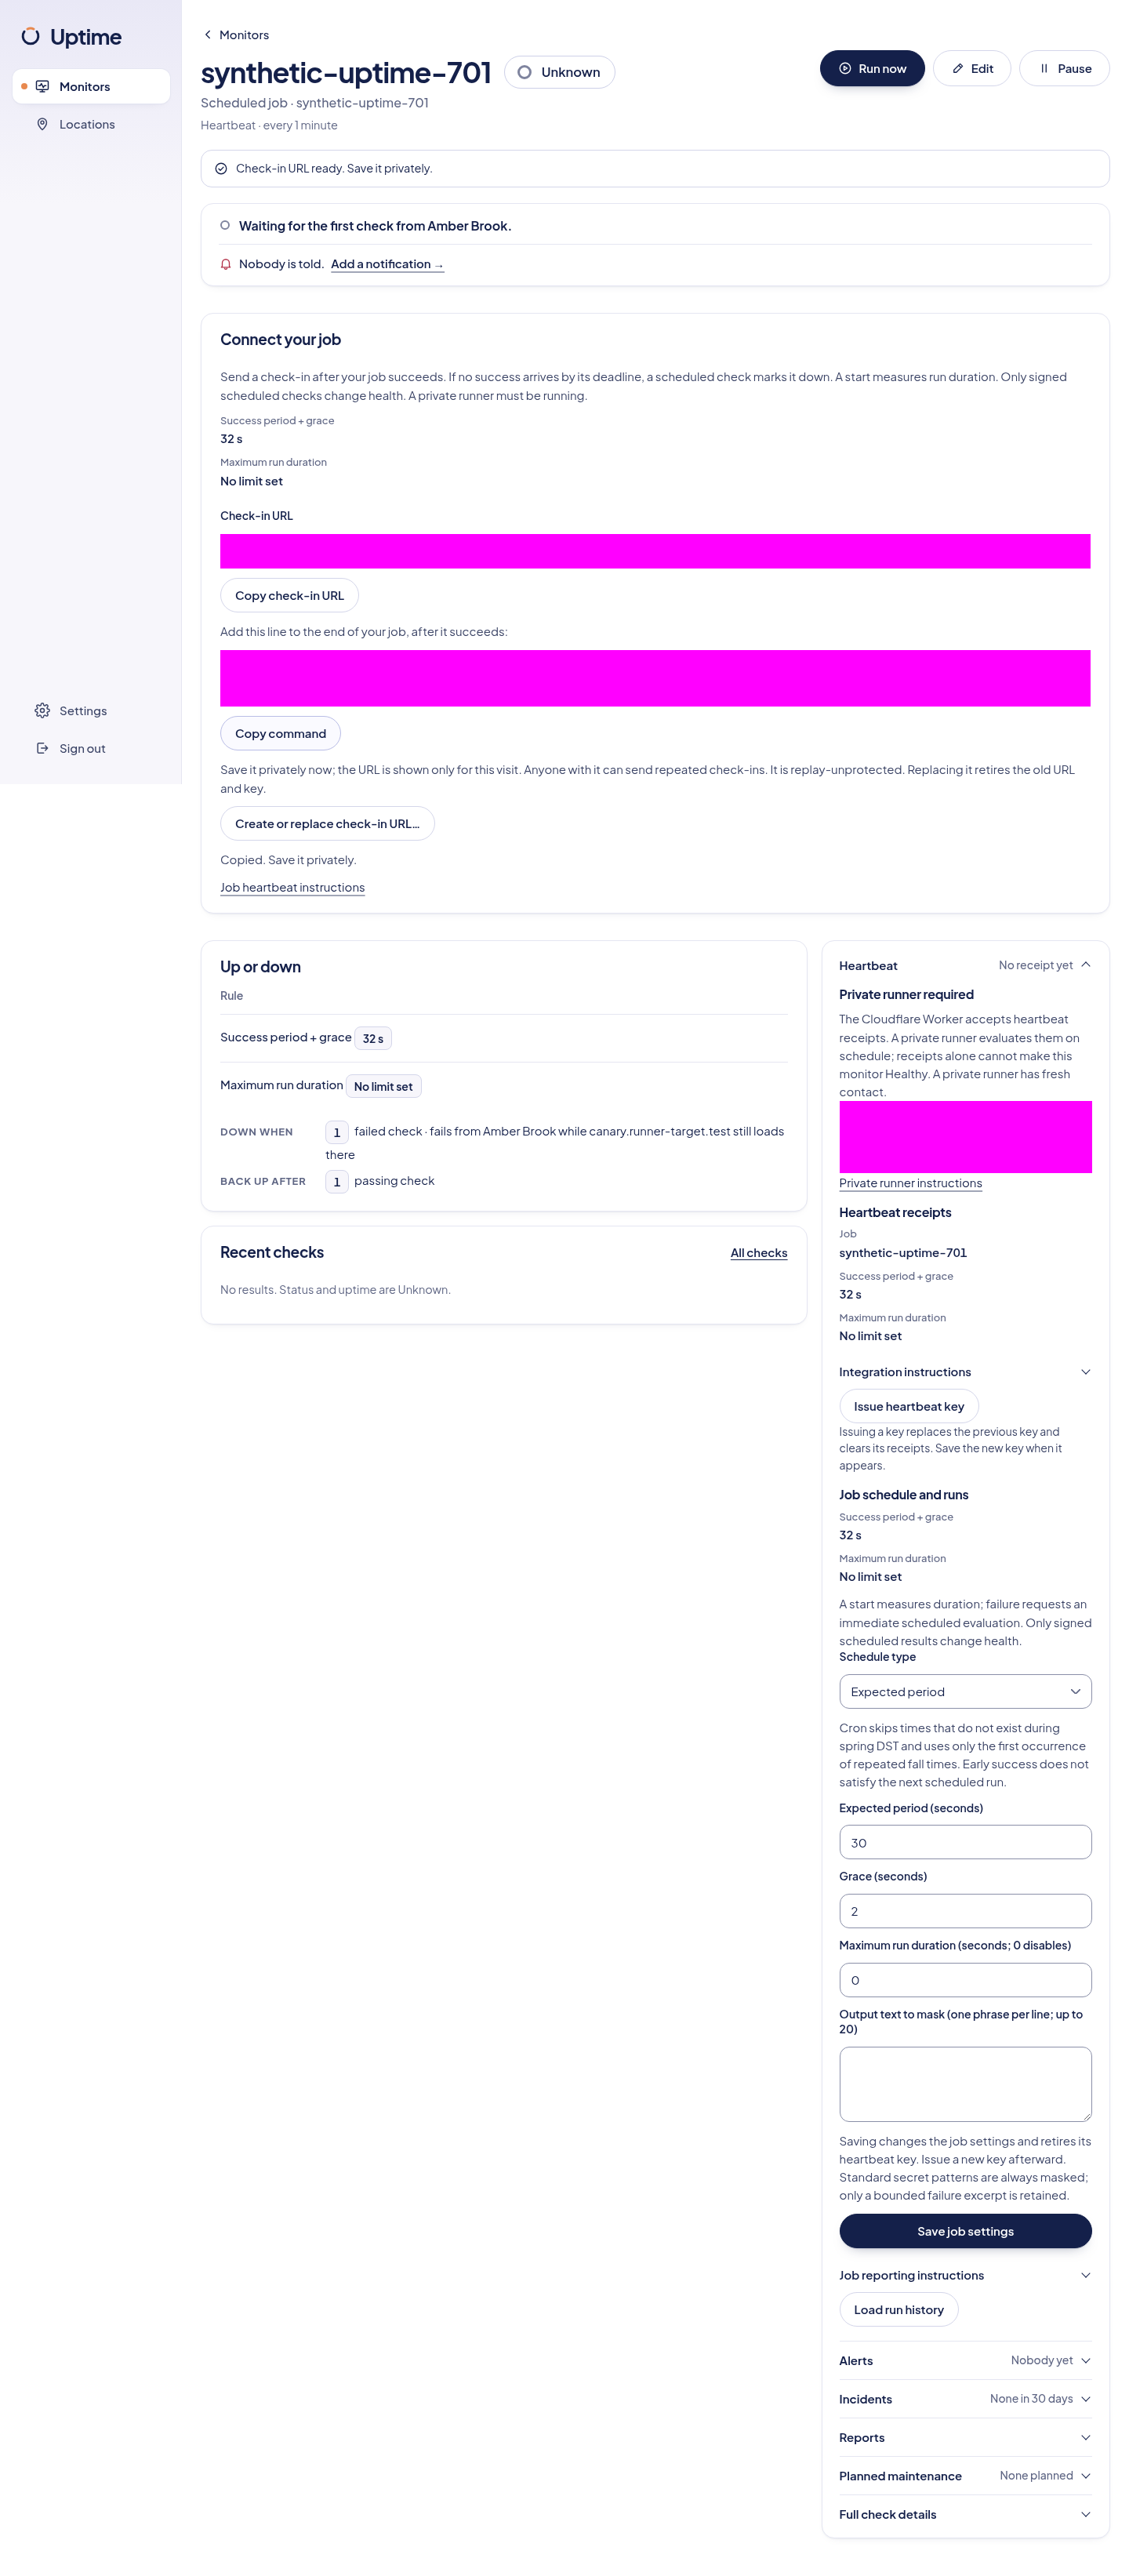 Uptime
Monitors
Locations
Settings
Sign out
Monitors
synthetic-uptime-701
Unknown
Run now
Edit
Pause
Scheduled job · synthetic-uptime-701
Heartbeat · every 1 minute
Check-in URL ready. Save it privately.
Waiting for the first check from Amber Brook.
Nobody is told. Add a notification →
Connect your job
Send a check-in after your job succeeds. If no success arrives by its deadline, a scheduled check marks it down. A start measures run duration. Only signed
scheduled checks change health. A private runner must be running.
Success period + grace
32 s
Maximum run duration
No limit set
Check-in URL
Copy check-in URL
Add this line to the end of your job, after it succeeds:
Copy command
Save it privately now; the URL is shown only for this visit. Anyone with it can send repeated check-ins. It is replay-unprotected. Replacing it retires the old URL
and key.
Create or replace check-in URL…
Copied. Save it privately.
Job heartbeat instructions
Up or down
Rule
Success period + grace 32 s
Maximum run duration No limit set
DOWN WHEN 1 failed check · fails from Amber Brook while canary.runner-target.test still loads
there
BACK UP AFTER 1 passing check
Recent checks
All checks
No results. Status and uptime are Unknown.
Heartbeat
No receipt yet
Private runner required
The Cloudflare Worker accepts heartbeat
receipts. A private runner evaluates them on
schedule; receipts alone cannot make this
monitor Healthy. A private runner has fresh
contact.
Private runner instructions
Heartbeat receipts
Job
synthetic-uptime-701
Success period + grace
32 s
Maximum run duration
No limit set
Integration instructions
Issue heartbeat key
Issuing a key replaces the previous key and
clears its receipts. Save the new key when it
appears.
Job schedule and runs
Success period + grace
32 s
Maximum run duration
No limit set
A start measures duration; failure requests an
immediate scheduled evaluation. Only signed
scheduled results change health.
Schedule type
Expected period
Cron skips times that do not exist during
spring DST and uses only the first occurrence
of repeated fall times. Early success does not
satisfy the next scheduled run.
Expected period (seconds)
30
Grace (seconds)
2
Maximum run duration (seconds; 0 disables)
0
Output text to mask (one phrase per line; up to
20)
Saving changes the job settings and retires its
heartbeat key. Issue a new key afterward.
Standard secret patterns are always masked;
only a bounded failure excerpt is retained.
Save job settings
Job reporting instructions
Load run history
Alerts
Nobody yet
Incidents
None in 30 days
Reports
Planned maintenance
None planned
Full check details